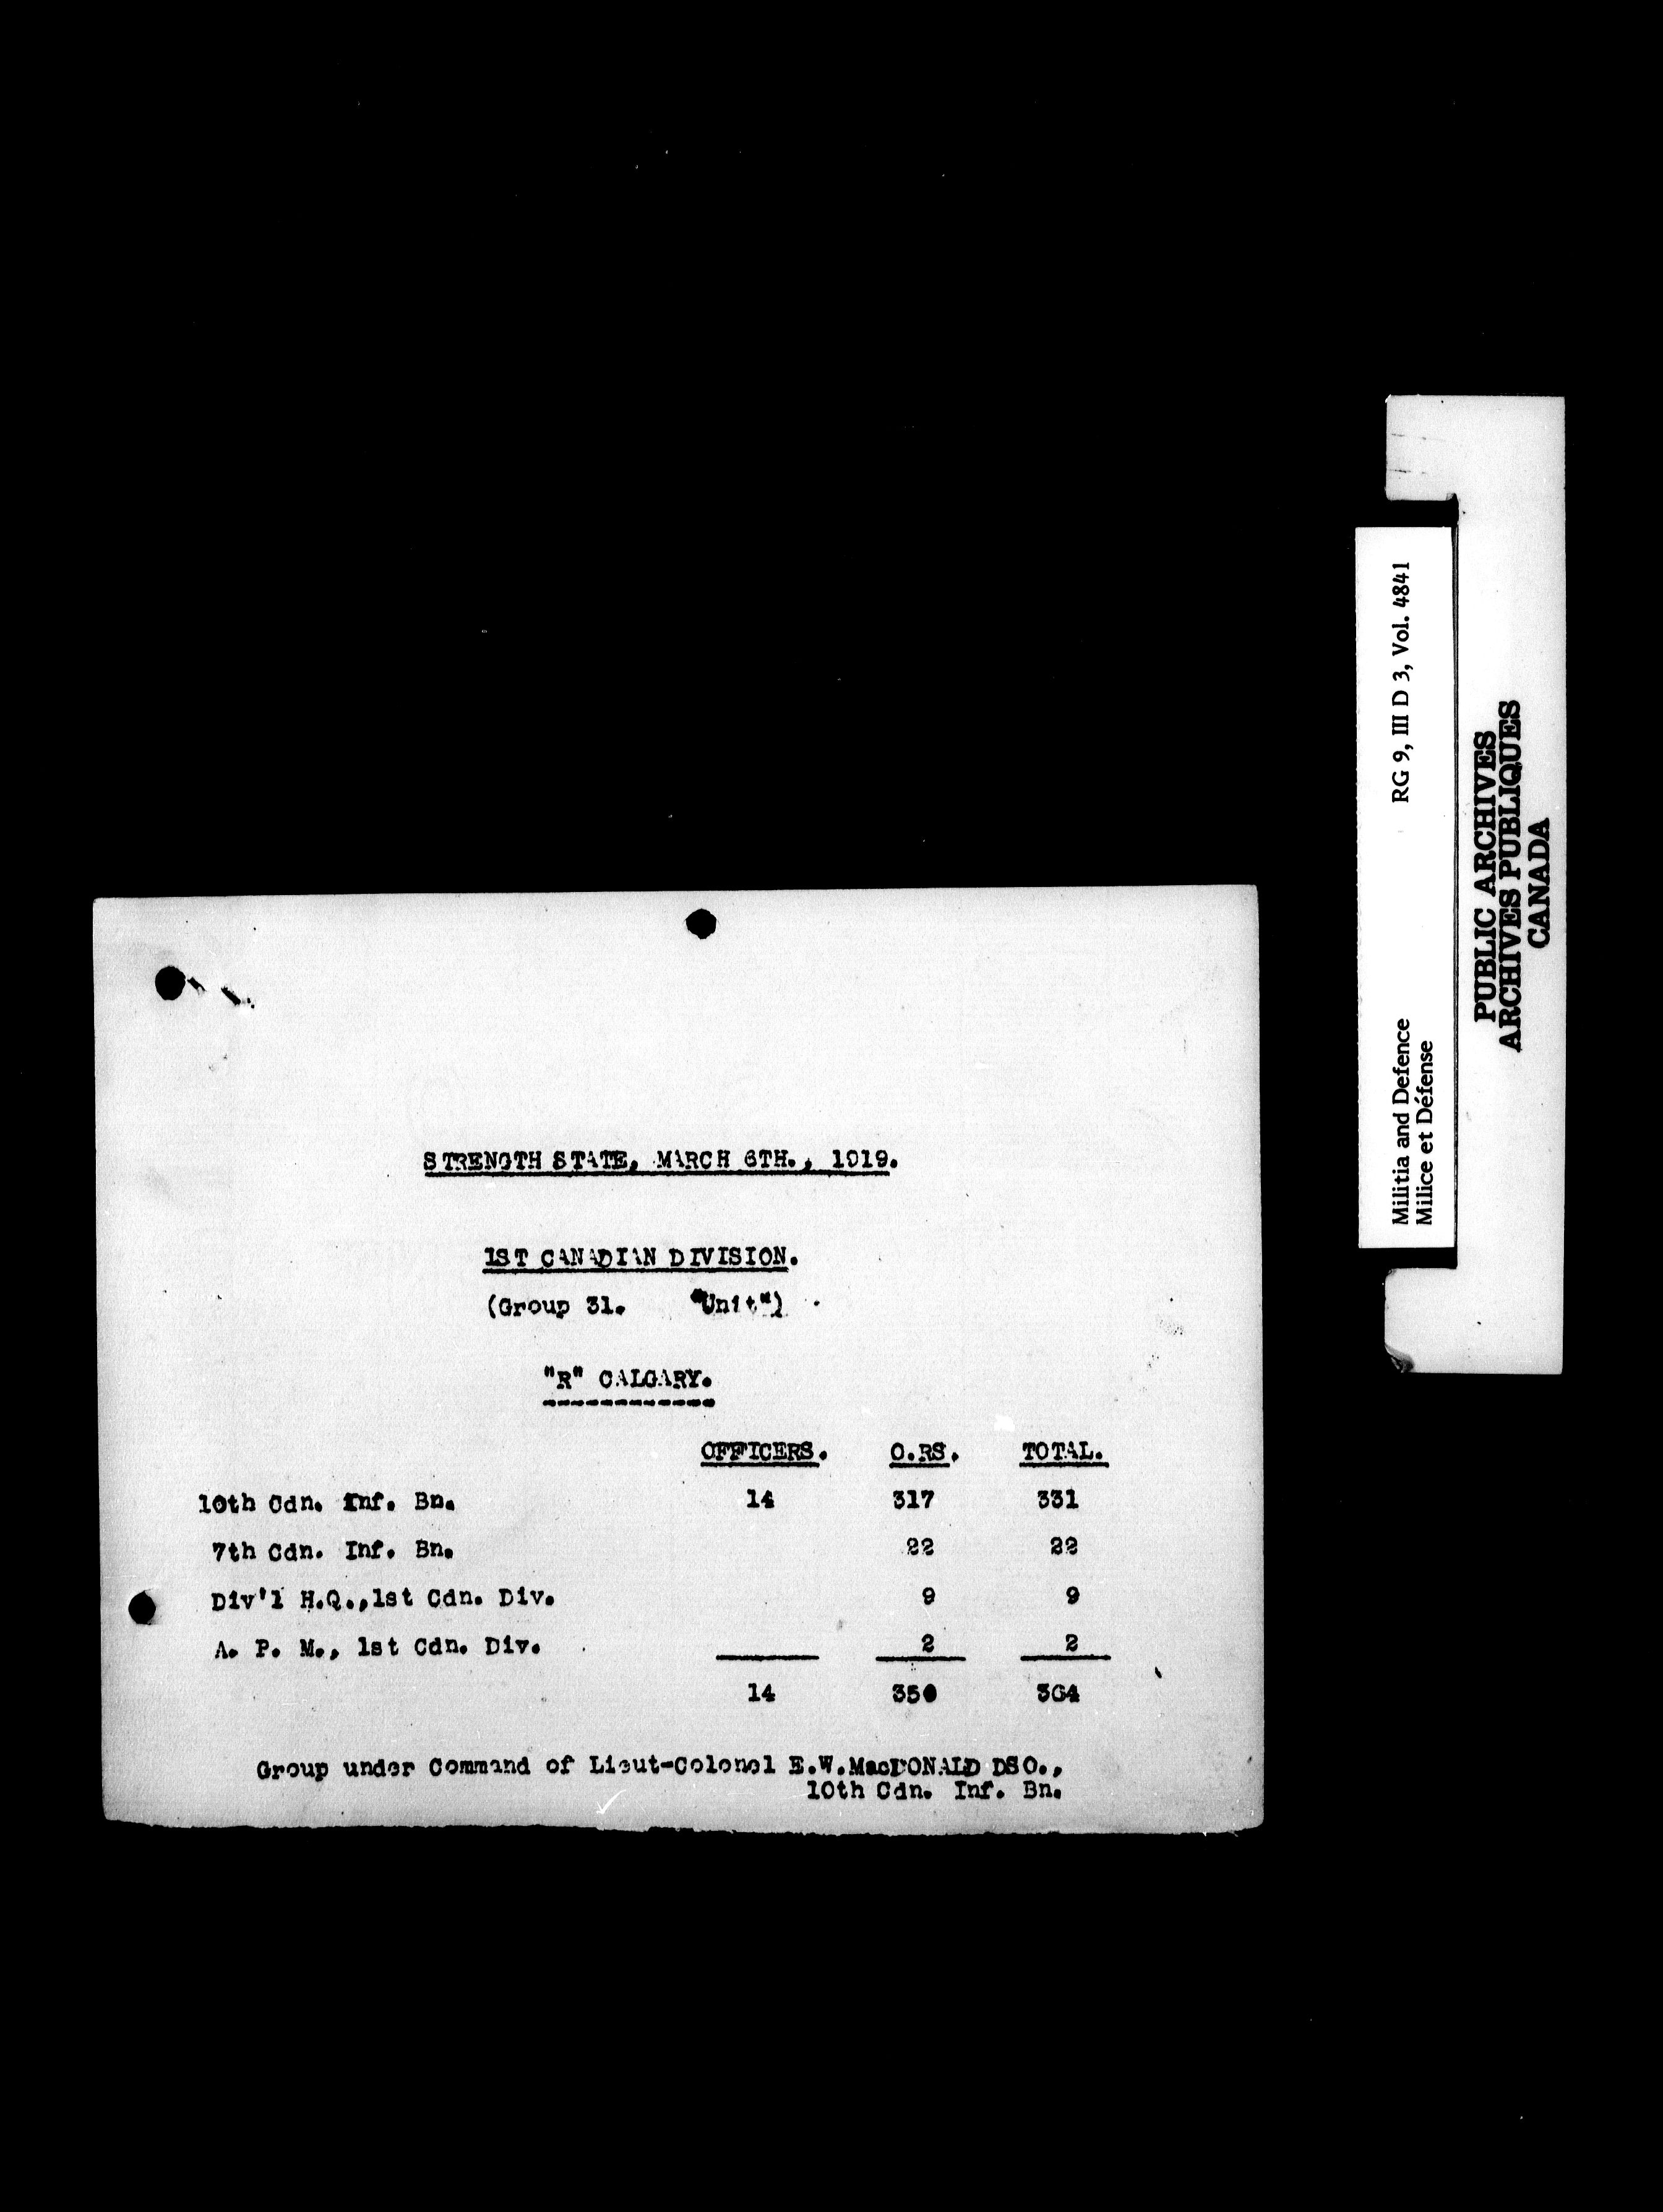 STRENGTH STATE, MARCH 6TH., 1919.
1ST CANADIAN DIVISION.
(Group 31. "Unit")
"R" CALGARY.
OFFICERS. O.RS. TOTAL.
10th Cdn. Inf. Bn. 14 317 331
7th Cdn. Inf. Bn. 22 22
Div'l H.Q.,1st Cdn. Div. 9 9
A. P. M., 1st Cdn. Div. 2 2
14 350 364
Group under Command of Lieut-Colonel E.W.MacDONALD DSO.,
10th Cdn. Inf. Bn.
Militia and Defence RG 9, III D 3, Vol. 4841
Milice et Défense
PUBLIC ARCHIVES
ARCHIVES PUBLIQUES
CANADA